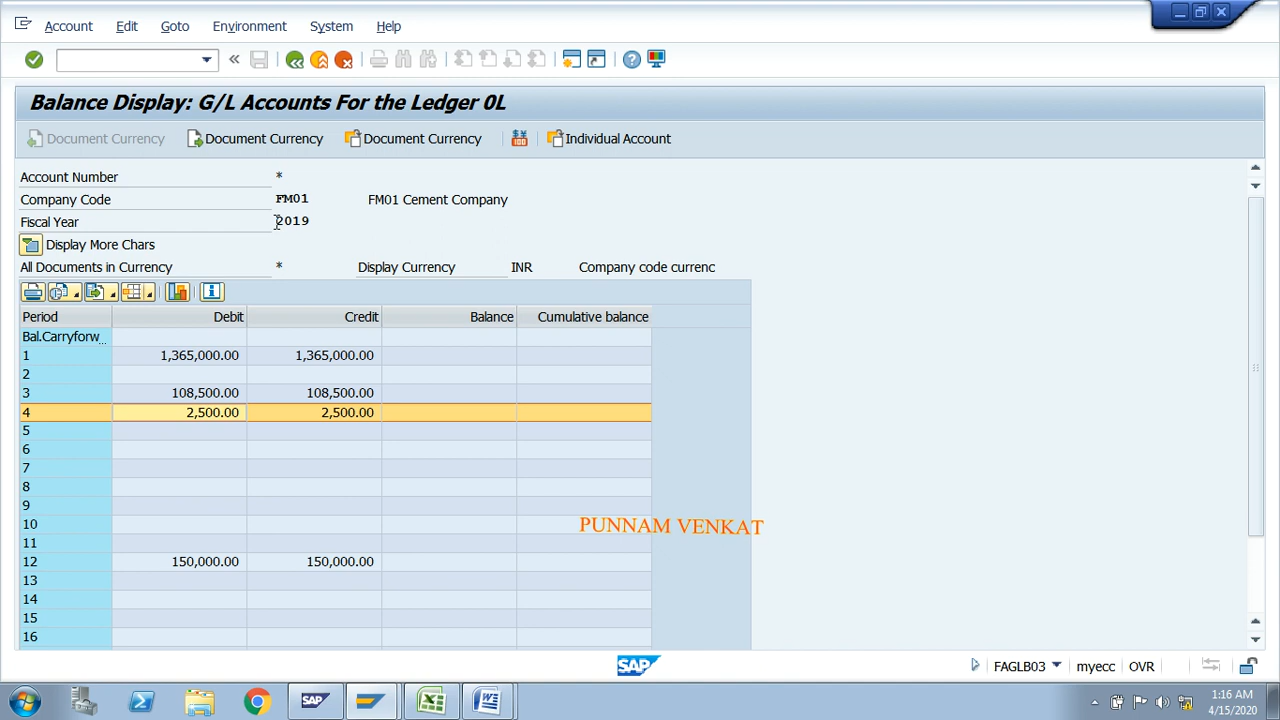 Account Edit Goto Environment System Help
Balance Display: G/L Accounts For the Ledger 0L
Document Currency Document Currency Document Currency Individual Account
Account Number *
Company Code FM01 FM01 Cement Company
Fiscal Year 2019
Display More Chars
All Documents in Currency * Display Currency INR Company code currenc
Period Debit Credit Balance Cumulative balance
Bal.Carryforw...
1 1,365,000.00 1,365,000.00
2
3 108,500.00 108,500.00
4 2,500.00 2,500.00
5
6
7
8
9
10
11
12 150,000.00 150,000.00
13
14
15
16
PUNNAM VENKAT
SAP FAGLB03 myecc OVR
1:16 AM
4/15/2020